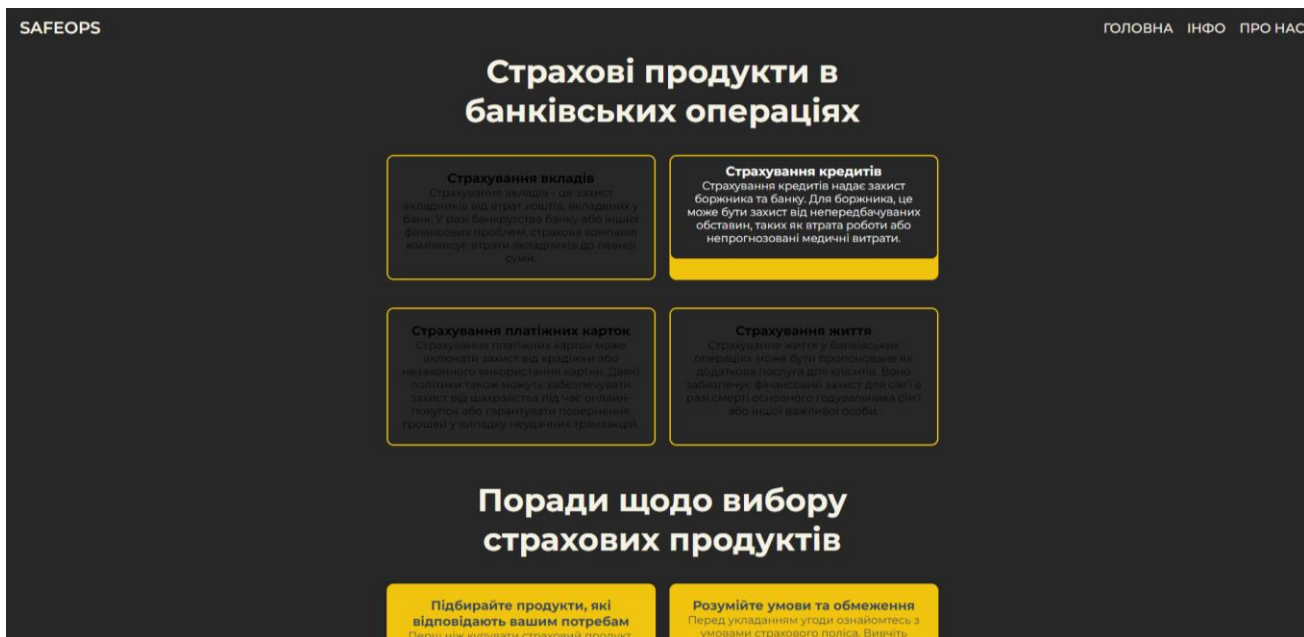 SAFEOPS
ГОЛОВНА ІНФО ПРО НАС
Страхові продукти в
банківських операціях
Страхування вкладів
Страхування вкладів - це захист
вкладників від втрат коштів, вкладених у
банк. У разі банкрутства банку або інших
фінансових проблем, страхова компанія
компенсує втрати вкладників до певної
суми.
Страхування кредитів
Страхування кредитів надає захист
боржника та банку. Для боржника, це
може бути захист від непередбачуваних
обставин, таких як втрата роботи або
непрогнозовані медичні витрати.
Страхування платіжних карток
Страхування платіжних карток може
включати захист від крадіжки або
незаконного використання картки. Деякі
політики також можуть забезпечувати
захист від шахрайства під час онлайн-
покупок або гарантувати повернення
грошей у випадку неудачних транзакцій.
Страхування життя
Страхування життя у банківських
операціях може бути пропоноване як
додаткова послуга для клієнтів. Воно
забезпечує фінансовий захист для сім'ї в
разі смерті основного годувальника сім'ї
або іншої важливої особи.
Поради щодо вибору
страхових продуктів
Підбирайте продукти, які
відповідають вашим потребам
Перш ніж купувати страховий продукт,
Розумійте умови та обмеження
Перед укладанням угоди ознайомтесь з
умовами страхового поліса. Вивчіть